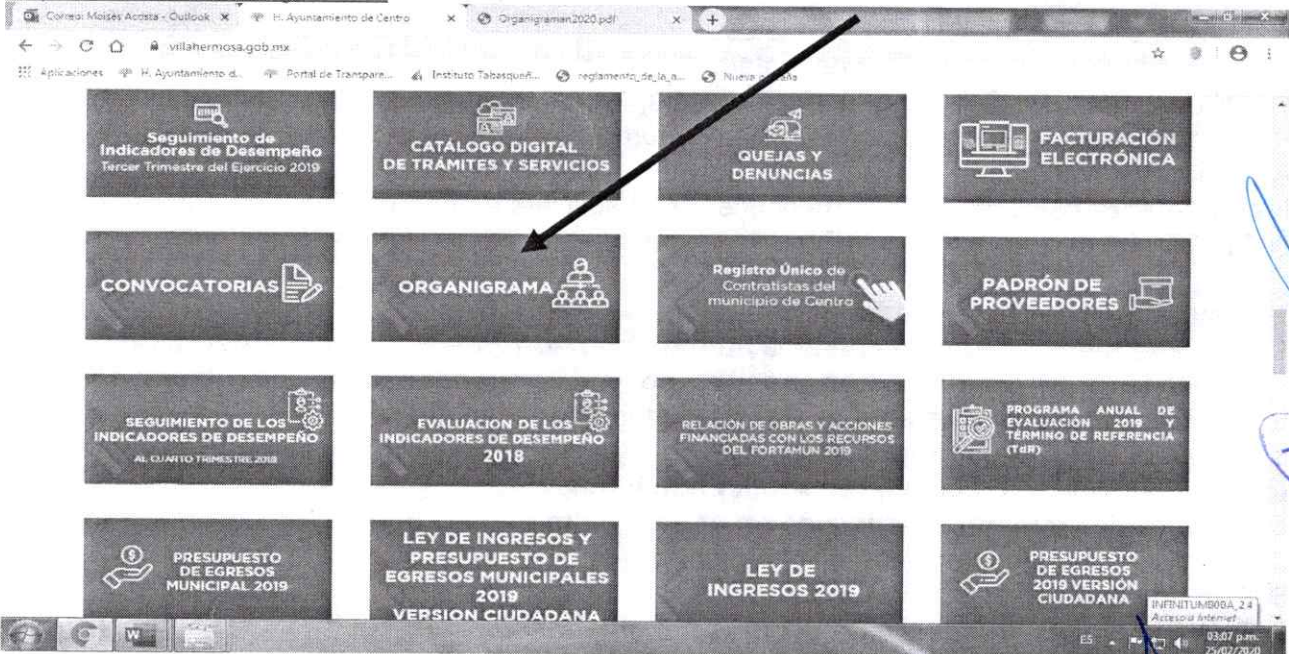 Correo: Moisés Acosta - Outlook
H. Ayuntamiento de Centro
Organigraman2020.pdf
villahermosa.gob.mx
Aplicaciones
H. Ayuntamiento d...
Portal de Transpare...
Instituto Tabasqueñ...
reglamento_de_la_a...
Nueva pestaña
Seguimiento de
Indicadores de Desempeño
Tercer Trimestre del Ejercicio 2019
CATÁLOGO DIGITAL
DE TRÁMITES Y SERVICIOS
QUEJAS Y
DENUNCIAS
FACTURACIÓN
ELECTRÓNICA
CONVOCATORIAS
ORGANIGRAMA
Registro Único de
Contratistas del
municipio de Centro
PADRÓN DE
PROVEEDORES
SEGUIMIENTO DE LOS
INDICADORES DE DESEMPEÑO
AL CUARTO TRIMESTRE 2018
EVALUACION DE LOS
INDICADORES DE DESEMPEÑO
2018
RELACIÓN DE OBRAS Y ACCIONES
FINANCIADAS CON LOS RECURSOS
DEL FORTAMUN 2019
PROGRAMA ANUAL DE
EVALUACIÓN 2019 Y
TÉRMINO DE REFERENCIA
(TdR)
PRESUPUESTO
DE EGRESOS
MUNICIPAL 2019
LEY DE INGRESOS Y
PRESUPUESTO DE
EGRESOS MUNICIPALES
2019
VERSION CIUDADANA
LEY DE
INGRESOS 2019
PRESUPUESTO
DE EGRESOS
2019 VERSIÓN
CIUDADANA
Acceso a Internet
ES
03:07 p.m.
25/02/2020